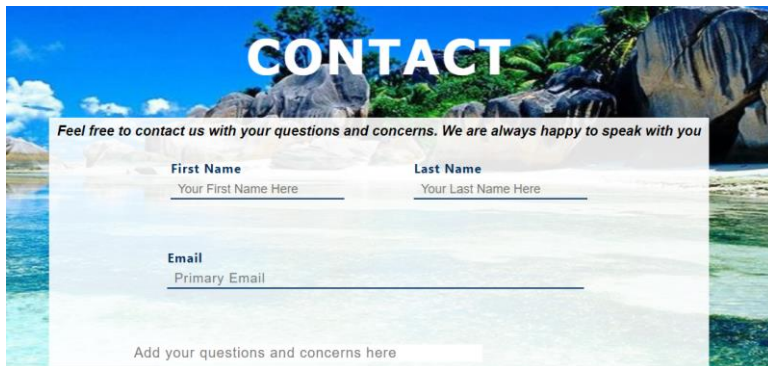 CONTACT
Feel free to contact us with your questions and concerns. We are always happy to speak with you
First Name Last Name
Your First Name Here Your Last Name Here
Email
Primary Email
Add your questions and concerns here